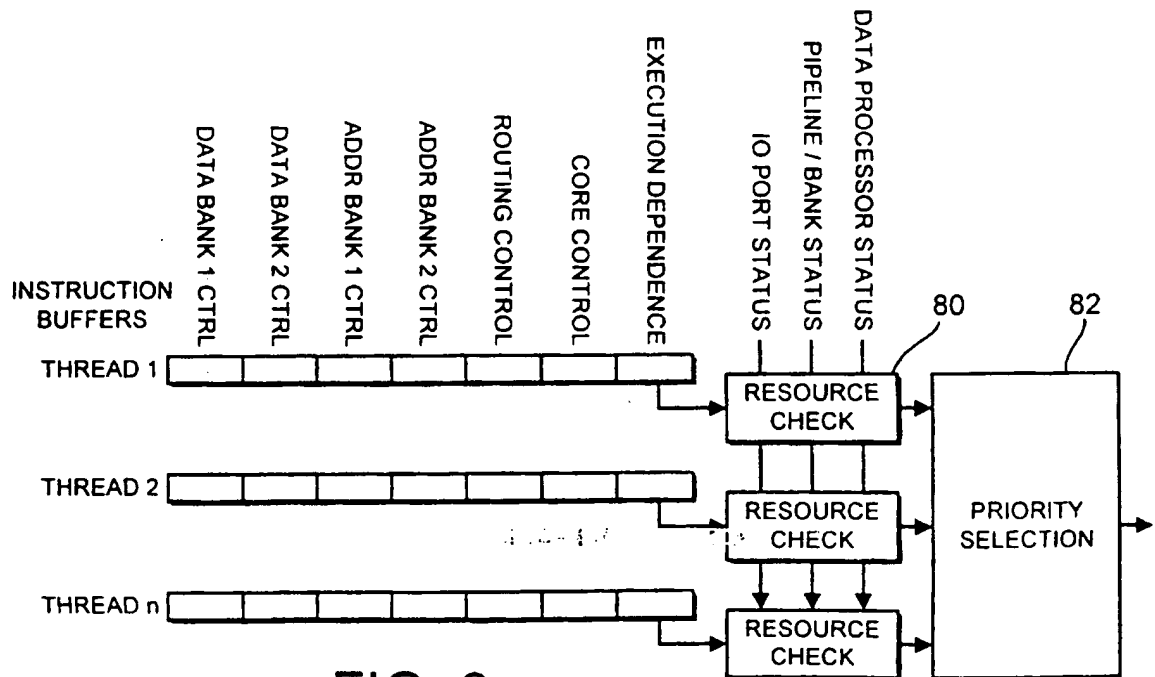 DATA BANK 1 CTRL
DATA BANK 2 CTRL
ADDR BANK 1 CTRL
ADDR BANK 2 CTRL
ROUTING CONTROL
CORE CONTROL
EXECUTION DEPENDENCE
IO PORT STATUS
PIPELINE / BANK STATUS
DATA PROCESSOR STATUS
80
82
INSTRUCTION
BUFFERS
THREAD 1
RESOURCE
CHECK
THREAD 2
RESOURCE
CHECK
PRIORITY
SELECTION
THREAD n
RESOURCE
CHECK